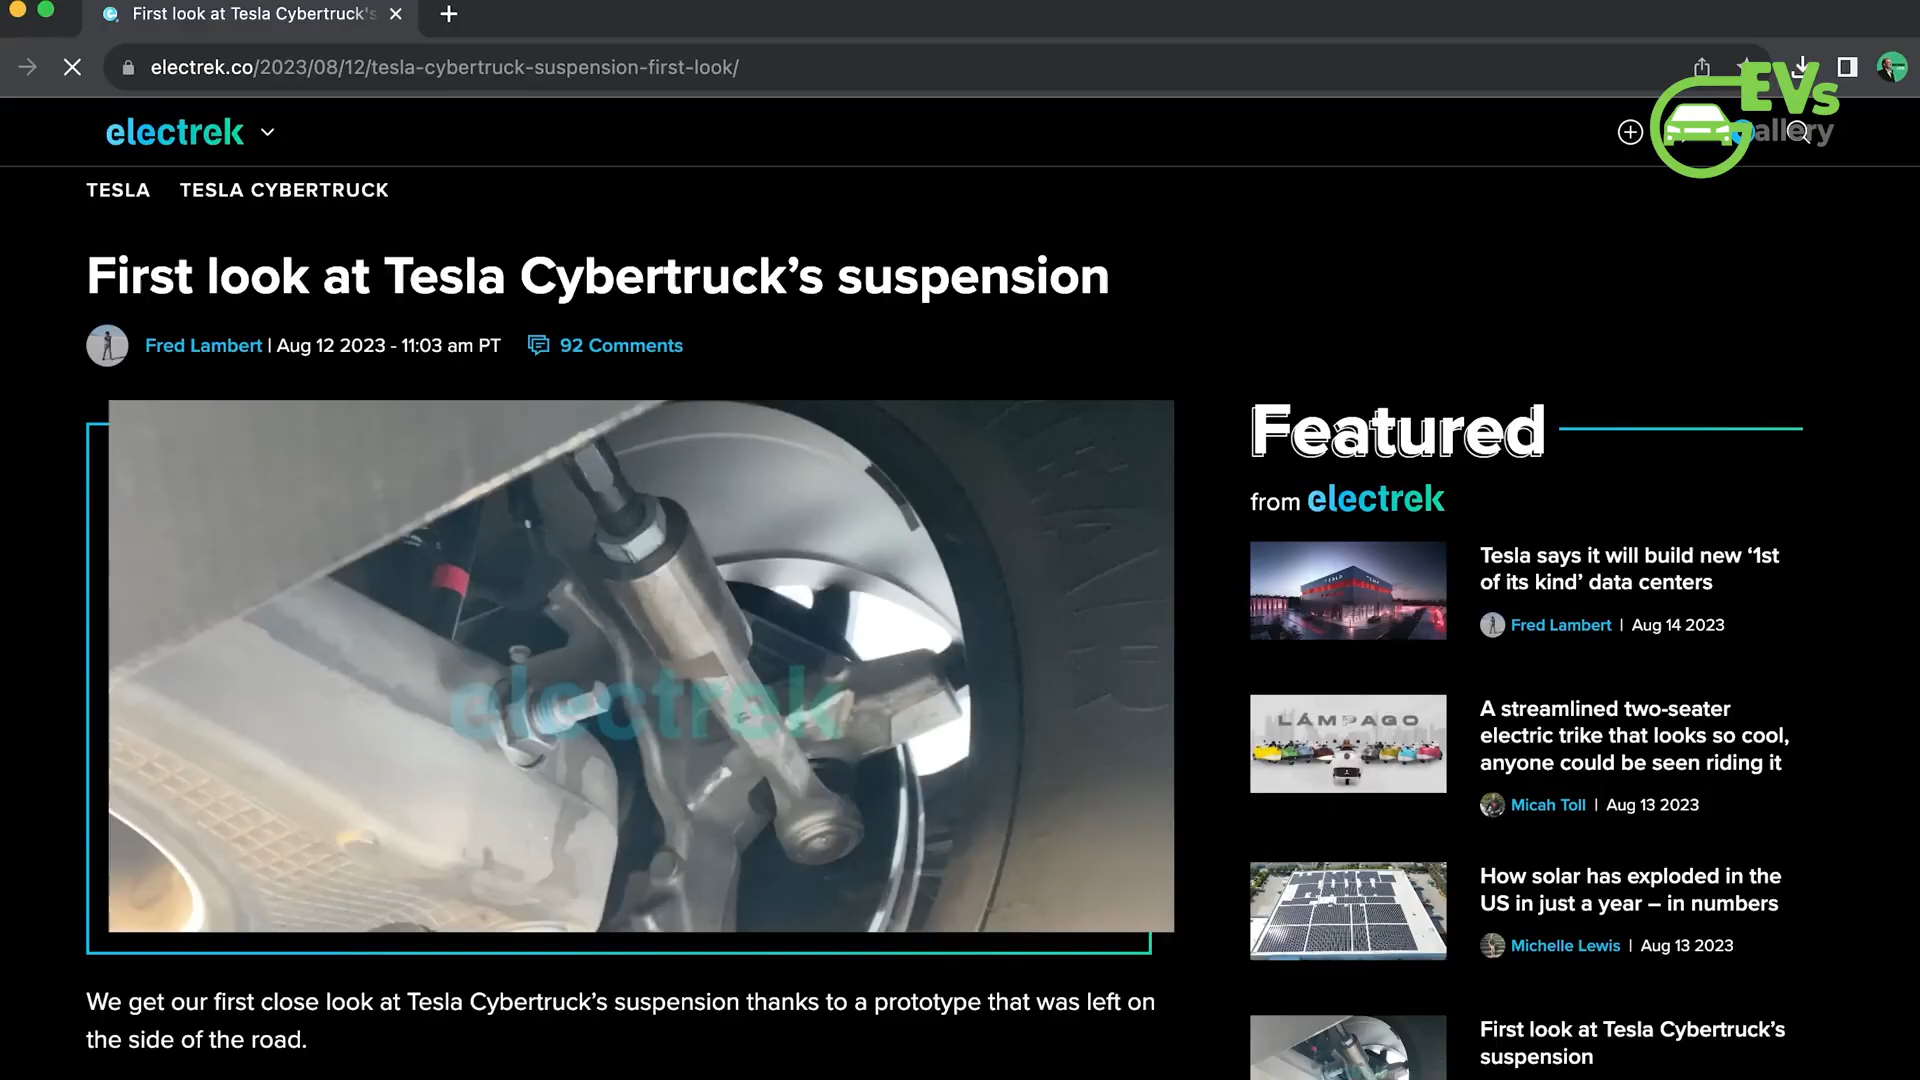 First look at Tesla Cybertruck's
electrek.co/2023/08/12/tesla-cybertruck-suspension-first-look/
EVs
allery
electrek
TESLA TESLA CYBERTRUCK
First look at Tesla Cybertruck’s suspension
Fred Lambert | Aug 12 2023 - 11:03 am PT 92 Comments
electrek
Featured
from electrek
Tesla says it will build new ‘1st
of its kind’ data centers
Fred Lambert | Aug 14 2023
LÁMPAGO
A streamlined two-seater
electric trike that looks so cool,
anyone could be seen riding it
Micah Toll | Aug 13 2023
How solar has exploded in the
US in just a year – in numbers
Michelle Lewis | Aug 13 2023
First look at Tesla Cybertruck’s
suspension
We get our first close look at Tesla Cybertruck’s suspension thanks to a prototype that was left on
the side of the road.